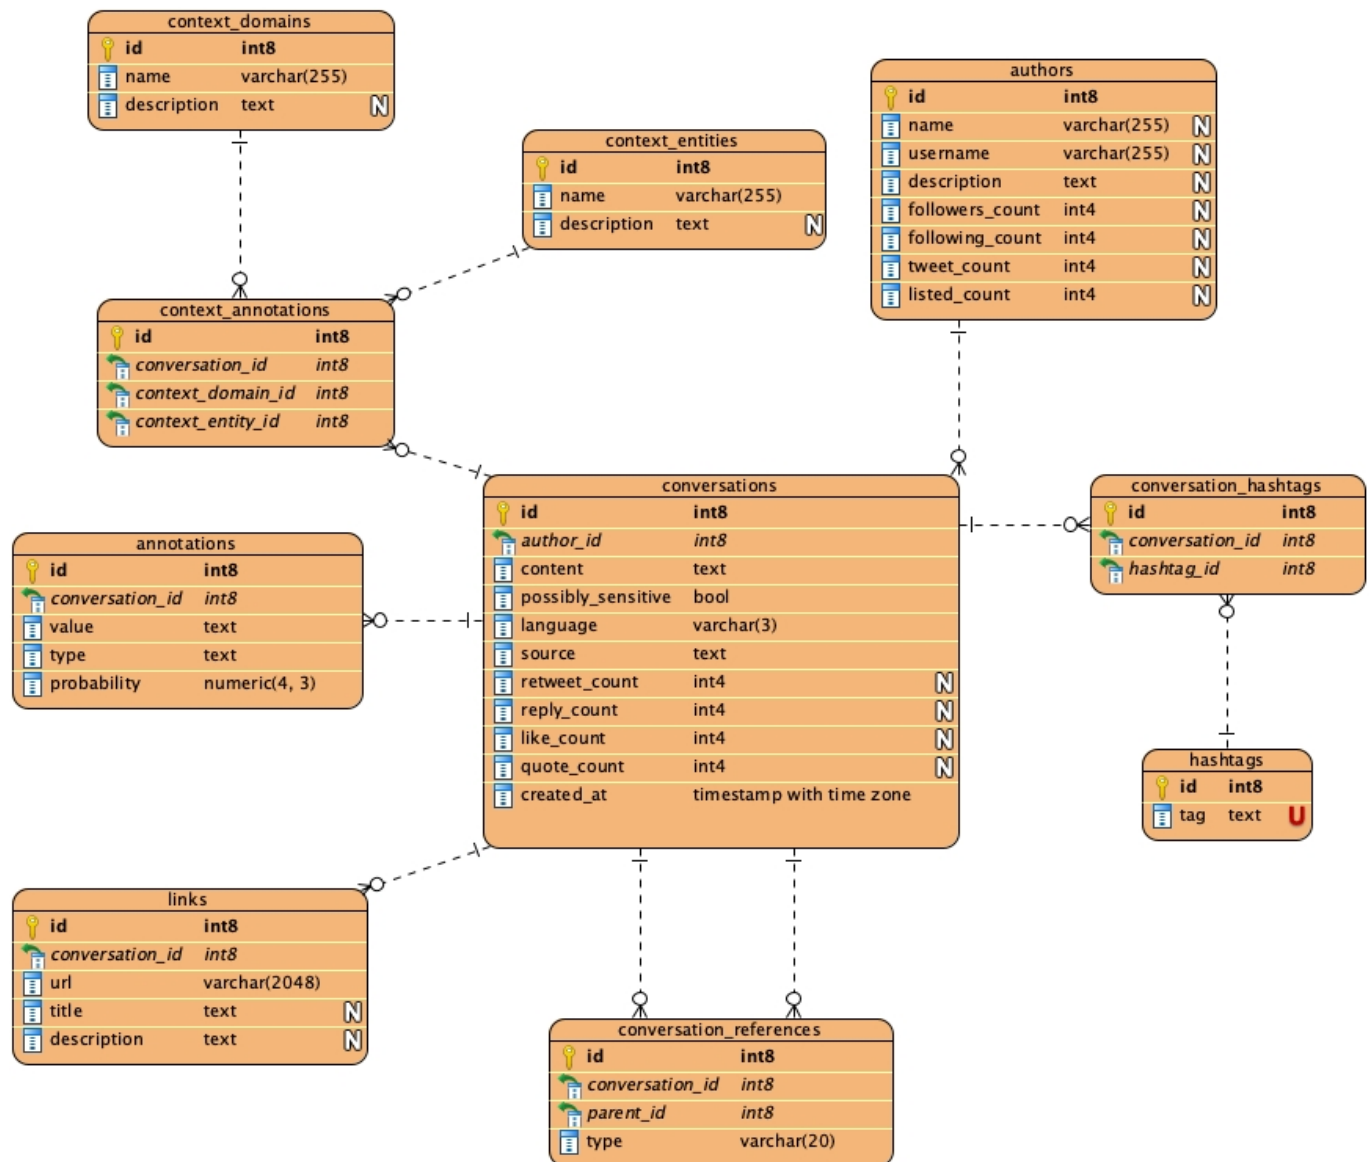 context_domains
id int8
name varchar(255)
description text N
context_entities
id int8
name varchar(255)
description text N
authors
id int8
name varchar(255) N
username varchar(255) N
description text N
followers_count int4 N
following_count int4 N
tweet_count int4 N
listed_count int4 N
context_annotations
id int8
conversation_id int8
context_domain_id int8
context_entity_id int8
conversations
id int8
author_id int8
content text
possibly_sensitive bool
language varchar(3)
source text
retweet_count int4 N
reply_count int4 N
like_count int4 N
quote_count int4 N
created_at timestamp with time zone
conversation_hashtags
id int8
conversation_id int8
hashtag_id int8
annotations
id int8
conversation_id int8
value text
type text
probability numeric(4, 3)
hashtags
id int8
tag text U
links
id int8
conversation_id int8
url varchar(2048)
title text N
description text N
conversation_references
id int8
conversation_id int8
parent_id int8
type varchar(20)